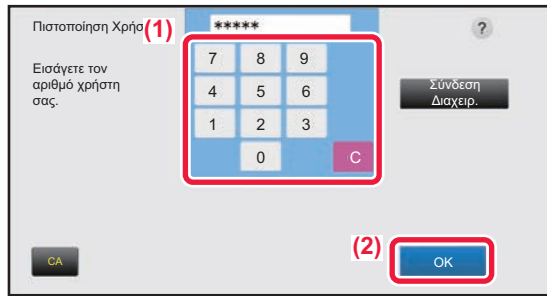 Πιστοποίηση Χρήσ
(1)
*****
?
Εισάγετε τον
αριθμό χρήστη
σας.
7 8 9
4 5 6
1 2 3
0 C
Σύνδεση
Διαχειρ.
(2)
CA
OK